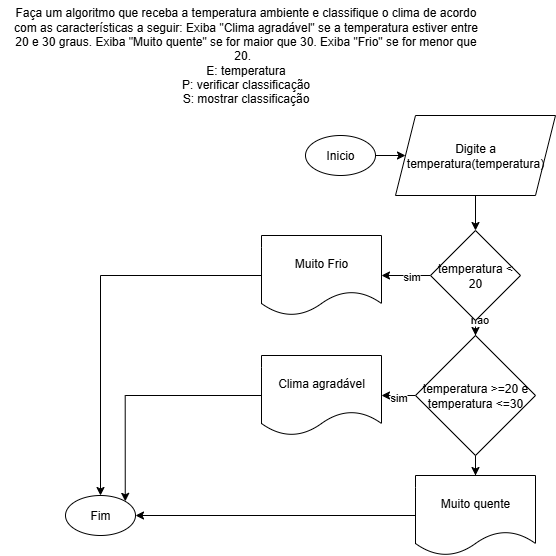 Faça um algoritmo que receba a temperatura ambiente e classifique o clima de acordo
com as características a seguir: Exiba "Clima agradável" se a temperatura estiver entre
20 e 30 graus. Exiba "Muito quente" se for maior que 30. Exiba "Frio" se for menor que
20.
E: temperatura
P: verificar classificação
S: mostrar classificação
Inicio
Digite a
temperatura(temperatura)
Muito Frio
sim
temperatura <
20
não
Clima agradável
sim
temperatura >=20 e
temperatura <=30
Muito quente
Fim